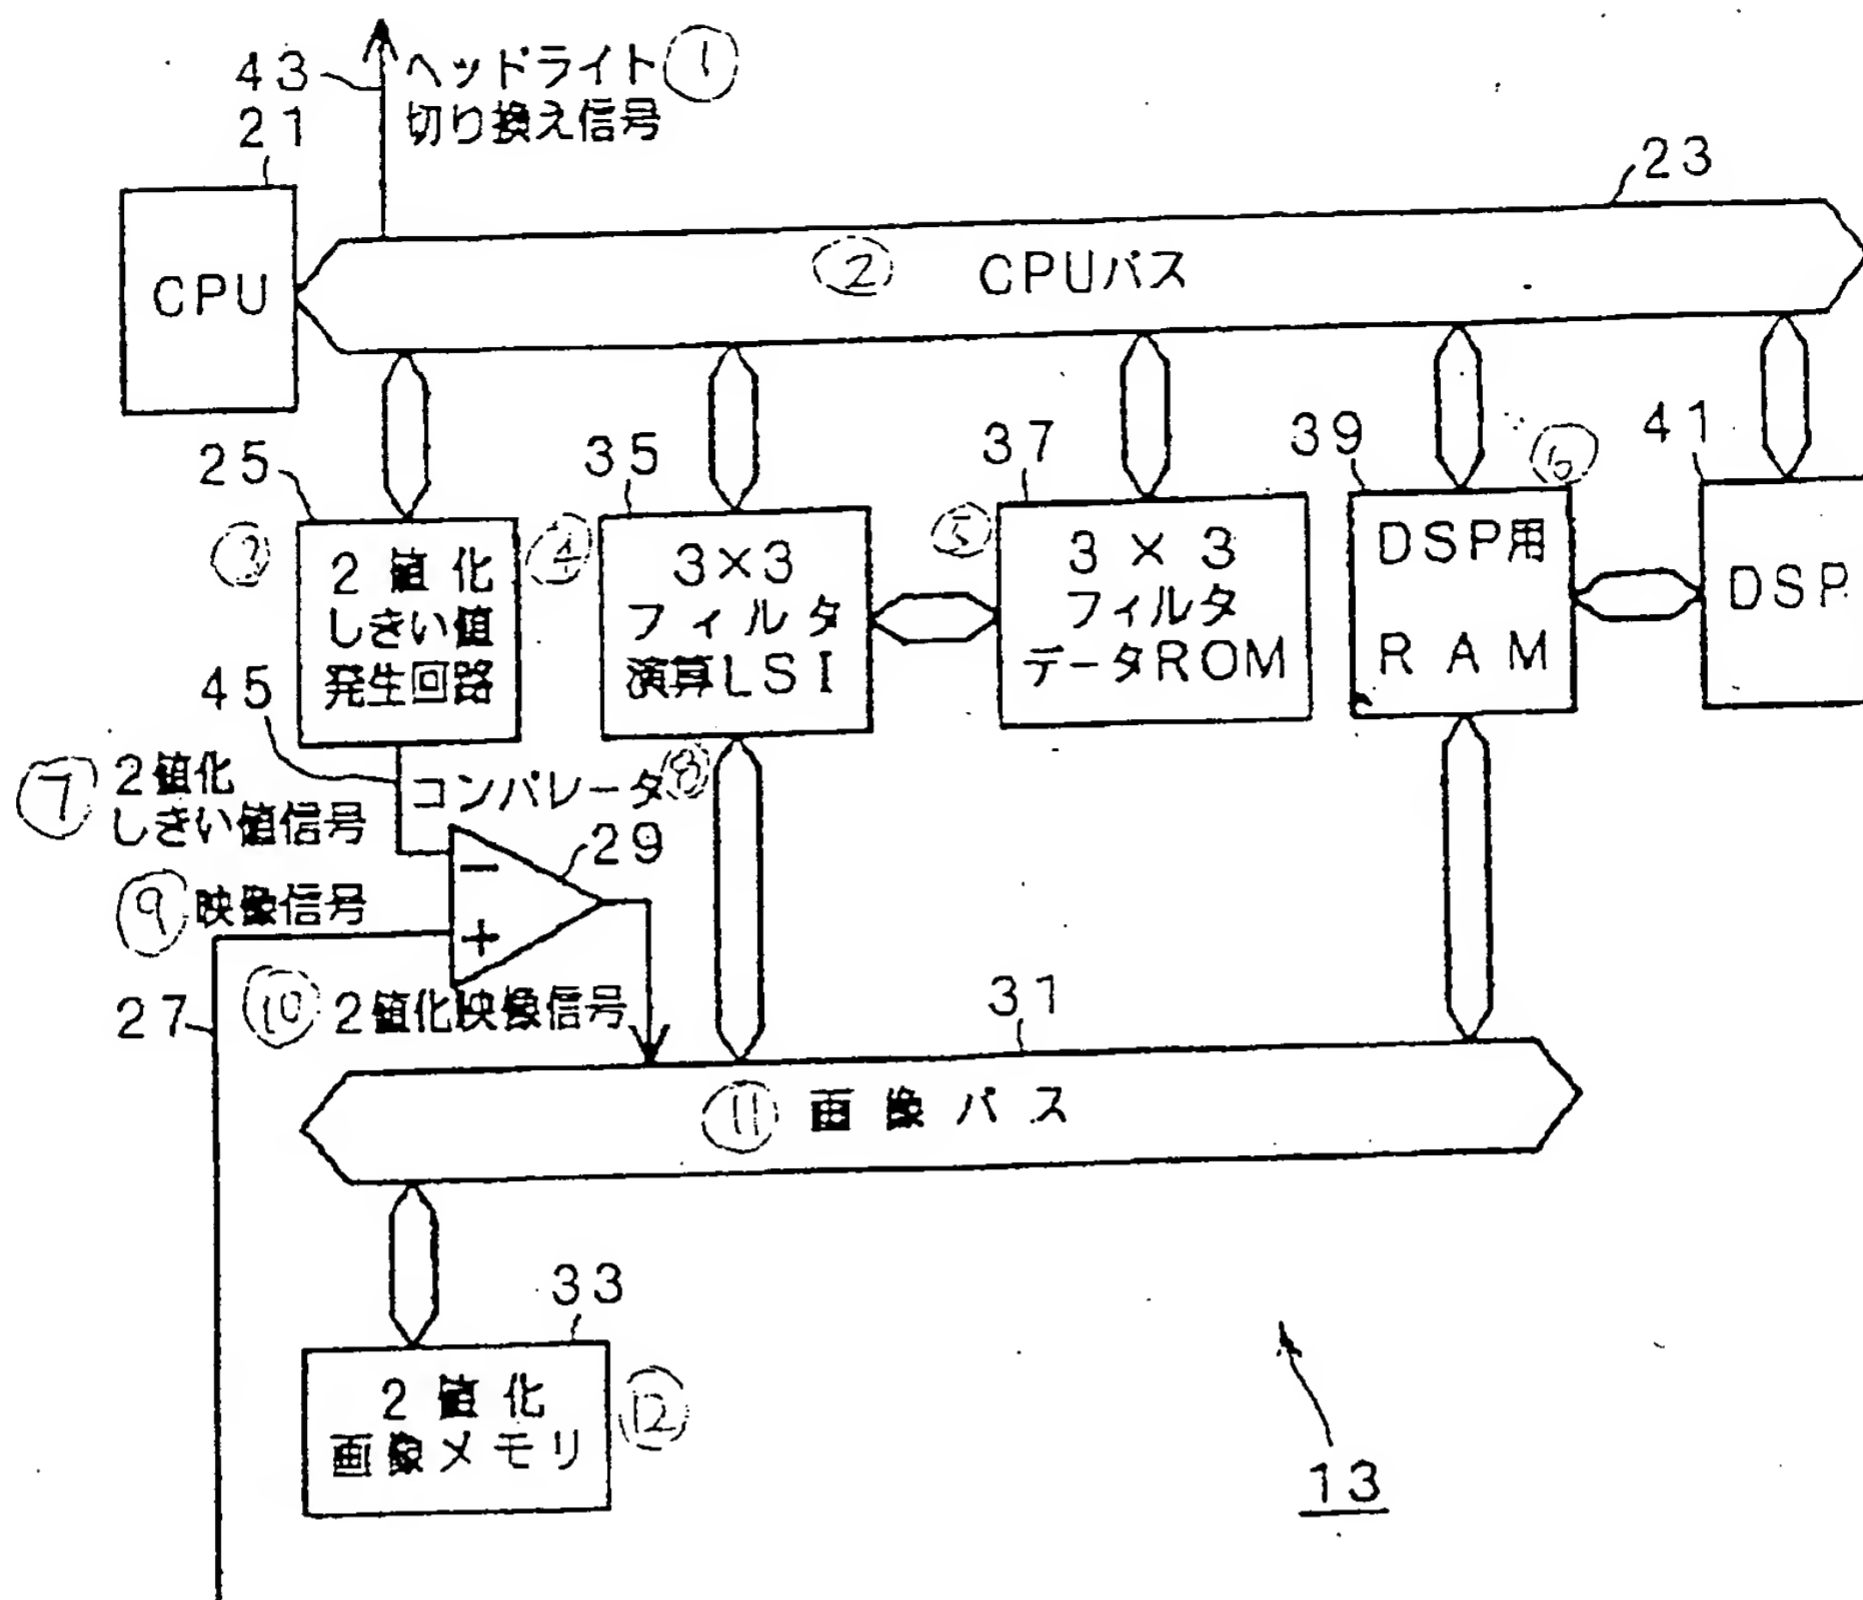 43 ヘッドライト ①
21 切り換え信号
23
CPU
② CPUバス
25
35
37
39
⑥
41
③ 2値化
しきい値
発生回路
④ 3×3
フィルタ
演算LSI
⑤ 3×3
フィルタ
データROM
DSP用
RAM
DSP
45
⑦ 2値化
しきい値信号
コンパレータ ⑧
29
⑨ 映像信号
−
+
27
⑩ 2値化映像信号
31
⑪ 画像バス
33
2値化
画像メモリ
⑫
13